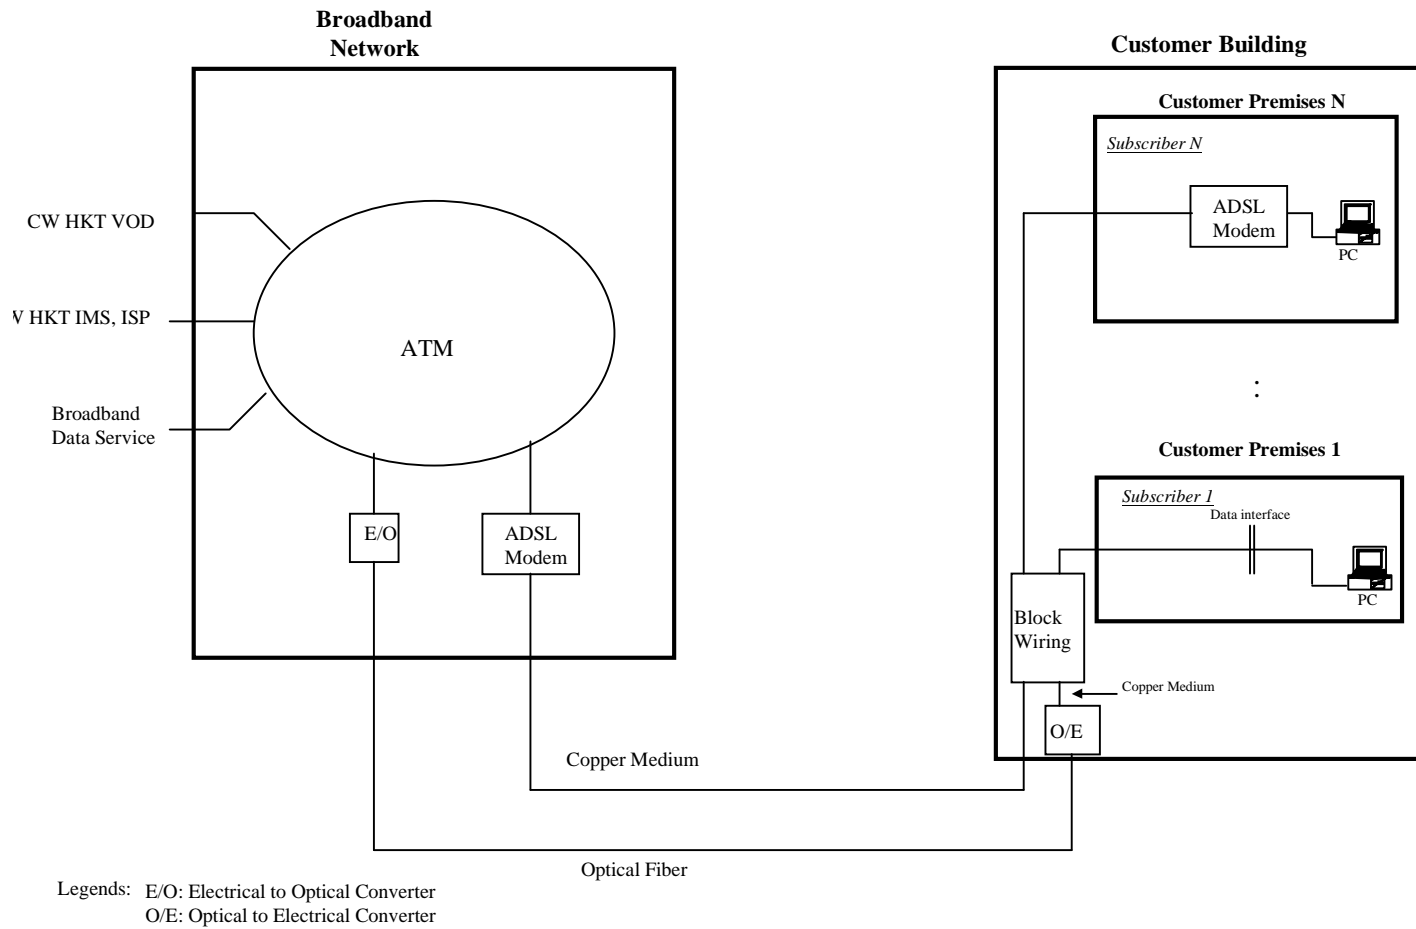 Broadband
Network
Customer Building
Customer Premises N
Subscriber N
ADSL
Modem
PC
CW HKT VOD
HKT IMS, ISP
ATM
Broadband
Data Service
:
Customer Premises 1
Subscriber 1
Data interface
PC
E/O
ADSL
Modem
Block
Wiring
Copper Medium
O/E
Copper Medium
Optical Fiber
Legends: E/O: Electrical to Optical Converter
O/E: Optical to Electrical Converter